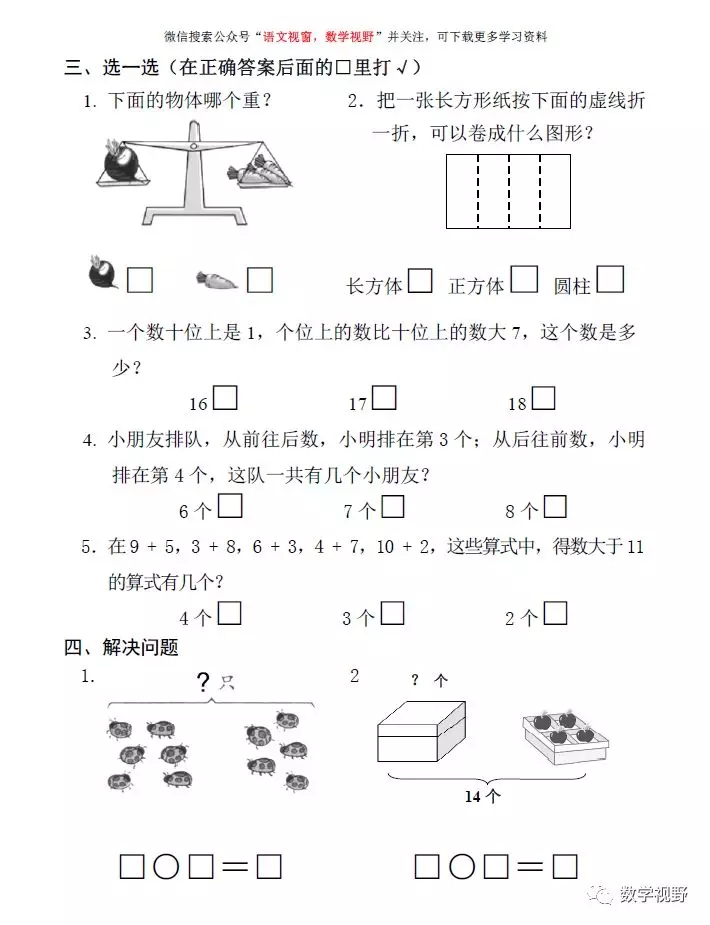 微信搜索公众号“语文视窗，数学视野”并关注，可下载更多学习资料
三、选一选（在正确答案后面的□里打√）
1. 下面的物体哪个重？
2. 把一张长方形纸按下面的虚线折
一折，可以卷成什么图形？
长方体□ 正方体□ 圆柱□
3. 一个数十位上是 1，个位上的数比十位上的数大 7，这个数是多
少？
16□ 17□ 18□
4. 小朋友排队，从前往后数，小明排在第 3 个；从后往前数，小明
排在第 4 个，这队一共有几个小朋友？
6 个□ 7 个□ 8 个□
5. 在 9 + 5，3 + 8，6 + 3，4 + 7，10 + 2，这些算式中，得数大于 11
的算式有几个？
4 个□ 3 个□ 2 个□
四、解决问题
1. ？只
2 ？ 个
14 个
□○□=□ □○□=□
数学视野